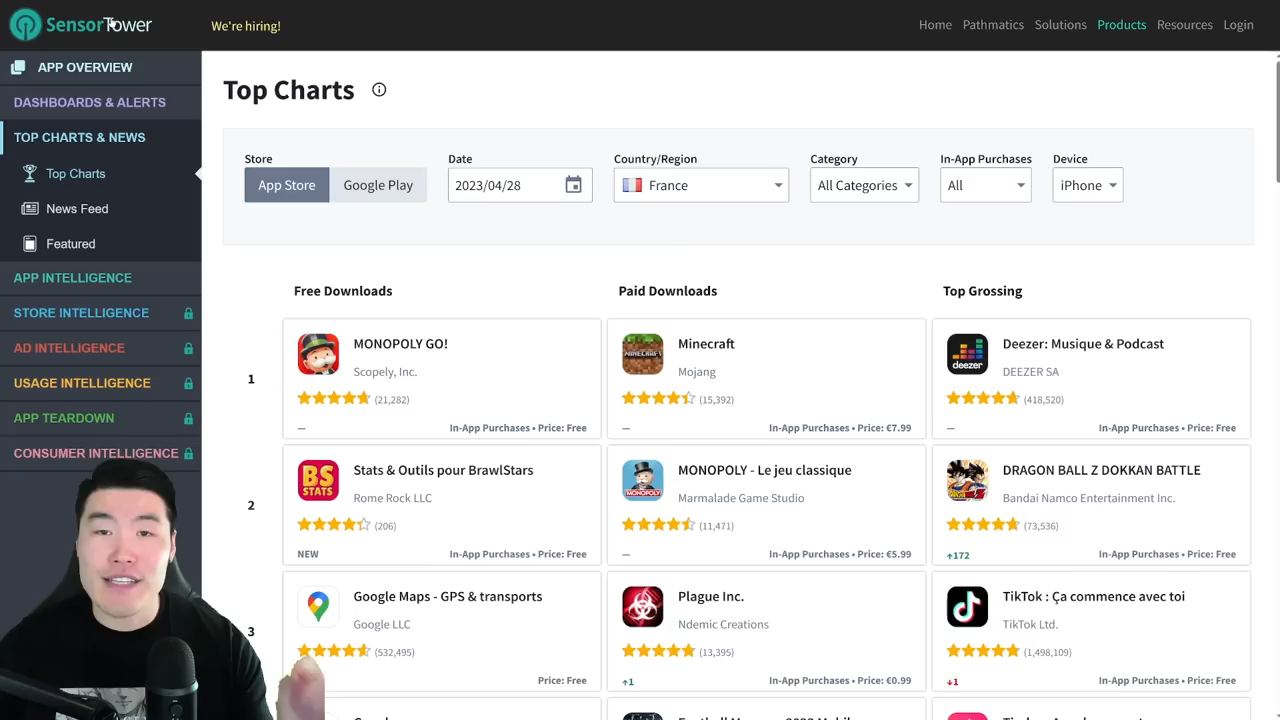 SensorTower
We're hiring!
Home
Pathmatics
Solutions
Products
Resources
Login
APP OVERVIEW
DASHBOARDS & ALERTS
TOP CHARTS & NEWS
Top Charts
News Feed
Featured
APP INTELLIGENCE
STORE INTELLIGENCE
AD INTELLIGENCE
USAGE INTELLIGENCE
APP TEARDOWN
CONSUMER INTELLIGENCE
Top Charts
Store
App Store
Google Play
Date
2023/04/28
Country/Region
France
Category
All Categories
In-App Purchases
All
Device
iPhone
Free Downloads
Paid Downloads
Top Grossing
1
MONOPOLY GO!
Scopely, Inc.
(21,282)
–
In-App Purchases • Price: Free
MINECRAFT
Minecraft
Mojang
(15,392)
–
In-App Purchases • Price: €7.99
deezer
Deezer: Musique & Podcast
DEEZER SA
(418,520)
–
In-App Purchases • Price: Free
2
BS
STATS
Stats & Outils pour BrawlStars
Rome Rock LLC
(206)
NEW
In-App Purchases • Price: Free
MONOPOLY
MONOPOLY - Le jeu classique
Marmalade Game Studio
(11,471)
–
In-App Purchases • Price: €5.99
DRAGON BALL Z DOKKAN BATTLE
Bandai Namco Entertainment Inc.
(73,536)
↑172
In-App Purchases • Price: Free
3
Google Maps - GPS & transports
Google LLC
(532,495)
Price: Free
Plague Inc.
Ndemic Creations
(13,395)
↑1
In-App Purchases • Price: €0.99
TikTok : Ça commence avec toi
TikTok Ltd.
(1,498,109)
↓1
In-App Purchases • Price: Free